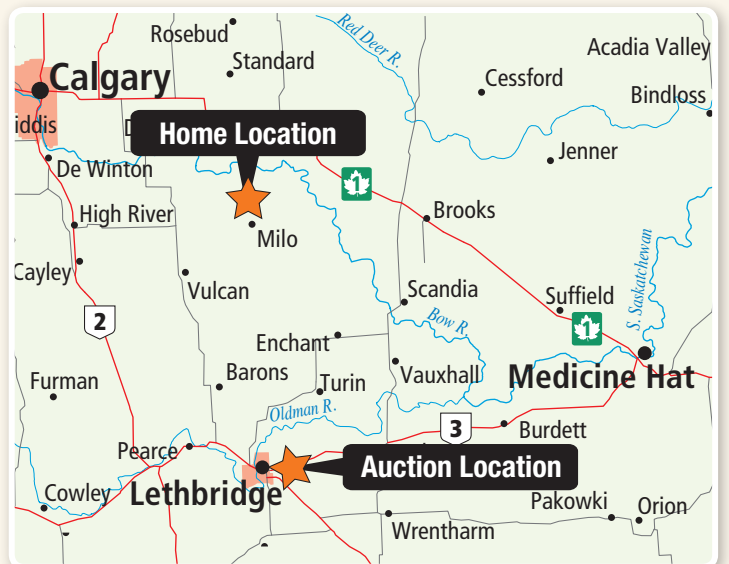 Red Deer R.
Rosebud
Standard
Acadia Valley
Calgary
Cessford
Bindloss
iddis
D
Home Location
Jenner
De Winton
1
High River
Brooks
Milo
S. Saskatchewan
Cayley
Vulcan
Scandia
Suffield
2
Bow R.
1
Enchant
Furman
Barons
Turin
Vauxhall
Medicine Hat
Oldman R.
3
Burdett
Pearce
Auction Location
Cowley
Lethbridge
Pakowki
Orion
Wrentharm